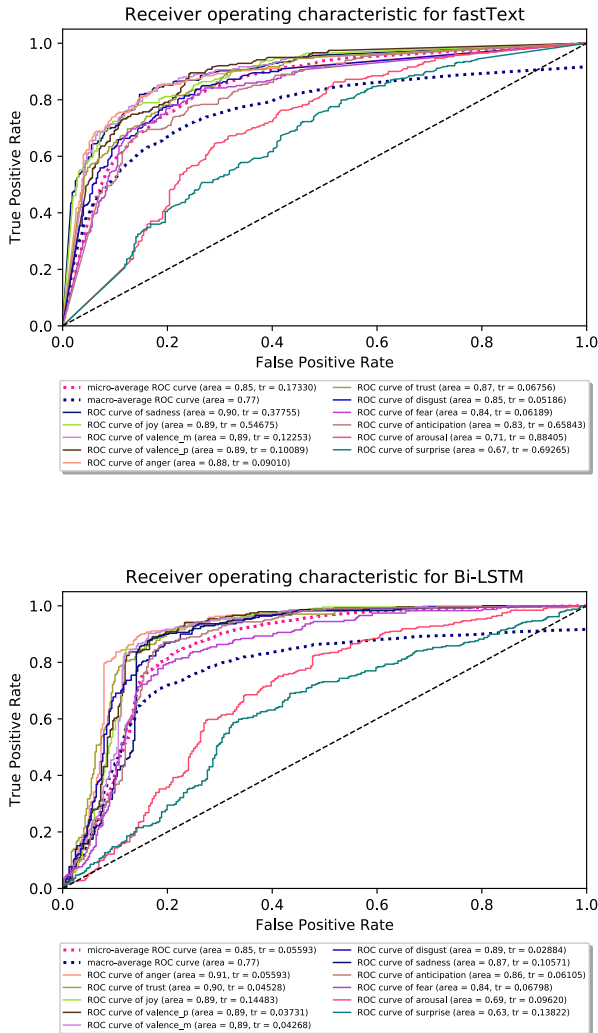 Receiver operating characteristic for fastText
1.0
0.8
0.6
0.4
0.2
0.0
True Positive Rate
0.0 0.2 0.4 0.6 0.8 1.0
False Positive Rate
micro-average ROC curve (area = 0.85, tr = 0.17330)
macro-average ROC curve (area = 0.77)
ROC curve of sadness (area = 0.90, tr = 0.37755)
ROC curve of joy (area = 0.89, tr = 0.54675)
ROC curve of valence_m (area = 0.89, tr = 0.12253)
ROC curve of valence_p (area = 0.89, tr = 0.10089)
ROC curve of anger (area = 0.88, tr = 0.09010)
ROC curve of trust (area = 0.87, tr = 0.06756)
ROC curve of disgust (area = 0.85, tr = 0.05186)
ROC curve of fear (area = 0.84, tr = 0.06189)
ROC curve of anticipation (area = 0.83, tr = 0.65843)
ROC curve of arousal (area = 0.71, tr = 0.88405)
ROC curve of surprise (area = 0.67, tr = 0.69265)
Receiver operating characteristic for Bi-LSTM
1.0
0.8
0.6
0.4
0.2
0.0
True Positive Rate
0.0 0.2 0.4 0.6 0.8 1.0
False Positive Rate
micro-average ROC curve (area = 0.85, tr = 0.05593)
macro-average ROC curve (area = 0.77)
ROC curve of anger (area = 0.91, tr = 0.05593)
ROC curve of trust (area = 0.90, tr = 0.04528)
ROC curve of joy (area = 0.89, tr = 0.14483)
ROC curve of valence_p (area = 0.89, tr = 0.03731)
ROC curve of valence_m (area = 0.89, tr = 0.04268)
ROC curve of disgust (area = 0.89, tr = 0.02884)
ROC curve of sadness (area = 0.87, tr = 0.10571)
ROC curve of anticipation (area = 0.86, tr = 0.06105)
ROC curve of fear (area = 0.84, tr = 0.06798)
ROC curve of arousal (area = 0.69, tr = 0.09620)
ROC curve of surprise (area = 0.63, tr = 0.13822)